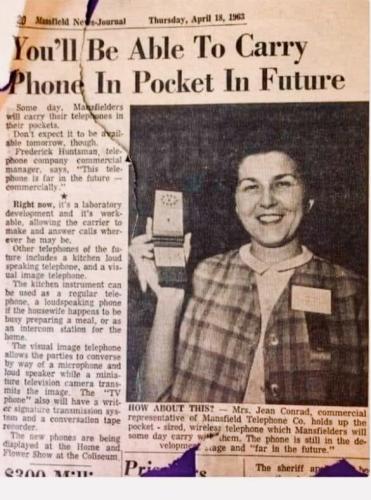 20 Mansfield News-Journal Thursday, April 18, 1963
You'll Be Able To Carry
Phone In Pocket In Future
Some day, Mansfielders
will carry their telephones in
their pockets.
Don't expect it to be avail-
able tomorrow, though.
Frederick Huntsman, tele-
phone company commercial
manager, says, "This tele-
phone is far in the future —
commercially."
★
Right now, it's a laboratory
development and it's work-
able, allowing the carrier to
make and answer calls wher-
ever he may be.
Other telephones of the fu-
ture includes a kitchen loud
speaking telephone, and a vis-
ual image telephone.
The kitchen instrument can
be used as a regular tele-
phone, a loudspeaking phone
if the housewife happens to be
busy preparing a meal, or as
an intercom station for the
home.
The visual image telephone
allows the parties to converse
by way of a microphone and
loud speaker while a minia-
ture television camera trans-
mits the image. The "TV
phone" also will have a writ-
er signature transmission sys-
tem and a conversation tape
recorder.
The new phones are being
displayed at the Home and
Flower Show at the Coliseum.
HOW ABOUT THIS? — Mrs. Jean Conrad, commercial
representative of Mansfield Telephone Co. holds up the
pocket - sized, wireless telephone which Mansfielders will
some day carry with them. The phone is still in the de-
velopment stage and "far in the future."
$300
The sheriff